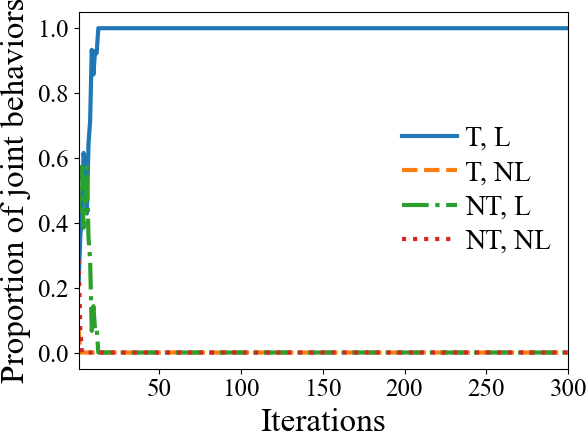 Proportion of joint behaviors
1.0
0.8
0.6
0.4
0.2
0.0
T, L
T, NL
NT, L
NT, NL
50
100
150
200
250
300
Iterations